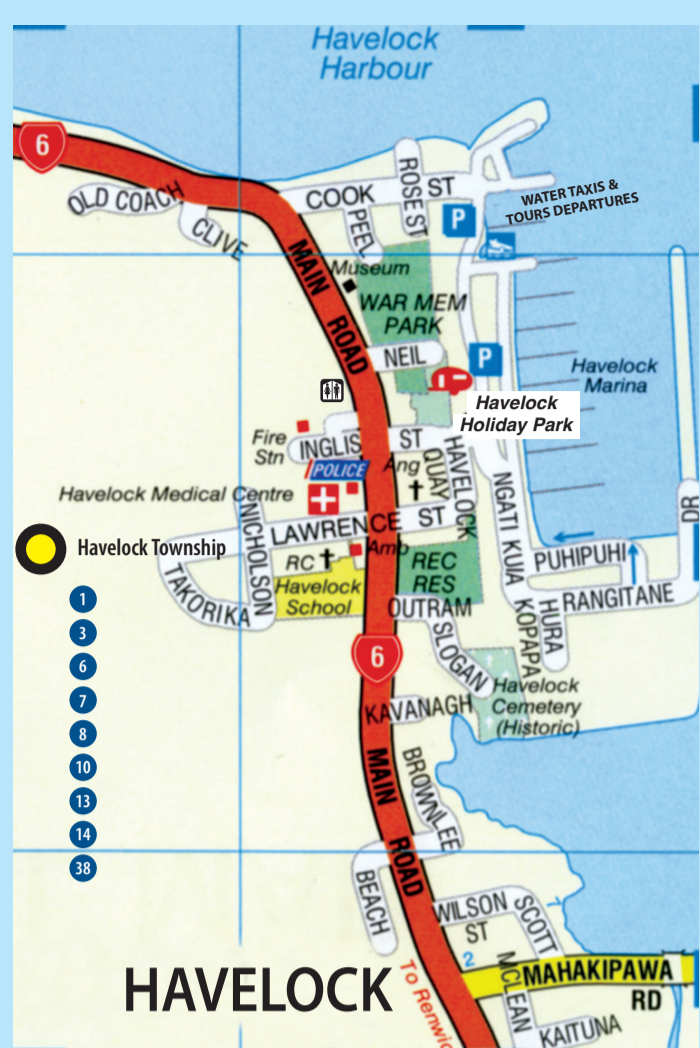 Havelock
Harbour
6
OLD COACH
CLIVE
COOK ST
ROSE ST
PEEL
WATER TAXIS &
TOURS DEPARTURES
P
MAIN ROAD
Museum
WAR MEM
PARK
NEIL
P
Havelock
Marina
Havelock
Holiday Park
Fire
Stn
INGLIS ST
POLICE
Ang
QUAY
HAVELOCK
NGATI KUIA
DR
Havelock Medical Centre
NICHOLSON
LAWRENCE ST
Havelock Township
RC
Amb
REC
RES
PUHIPUHI
TAKORIKA
Havelock
School
OUTRAM
RANGITANE
HURA
KOPAPA
SLOGAN
1
3
6
7
8
10
13
14
38
6
Havelock
Cemetery
(Historic)
KAVANAGH
MAIN ROAD
BROWNLEE
BEACH
WILSON
ST
SCOTT
2
MAHAKIPAWA
RD
MCLEAN
KAITUNA
HAVELOCK
To